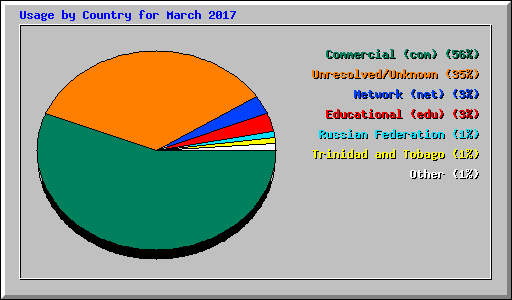 Usage by Country for March 2017
Commercial (com) (56%)
Unresolved/Unknown (35%)
Network (net) (3%)
Educational (edu) (3%)
Russian Federation (1%)
Trinidad and Tobago (1%)
Other (1%)